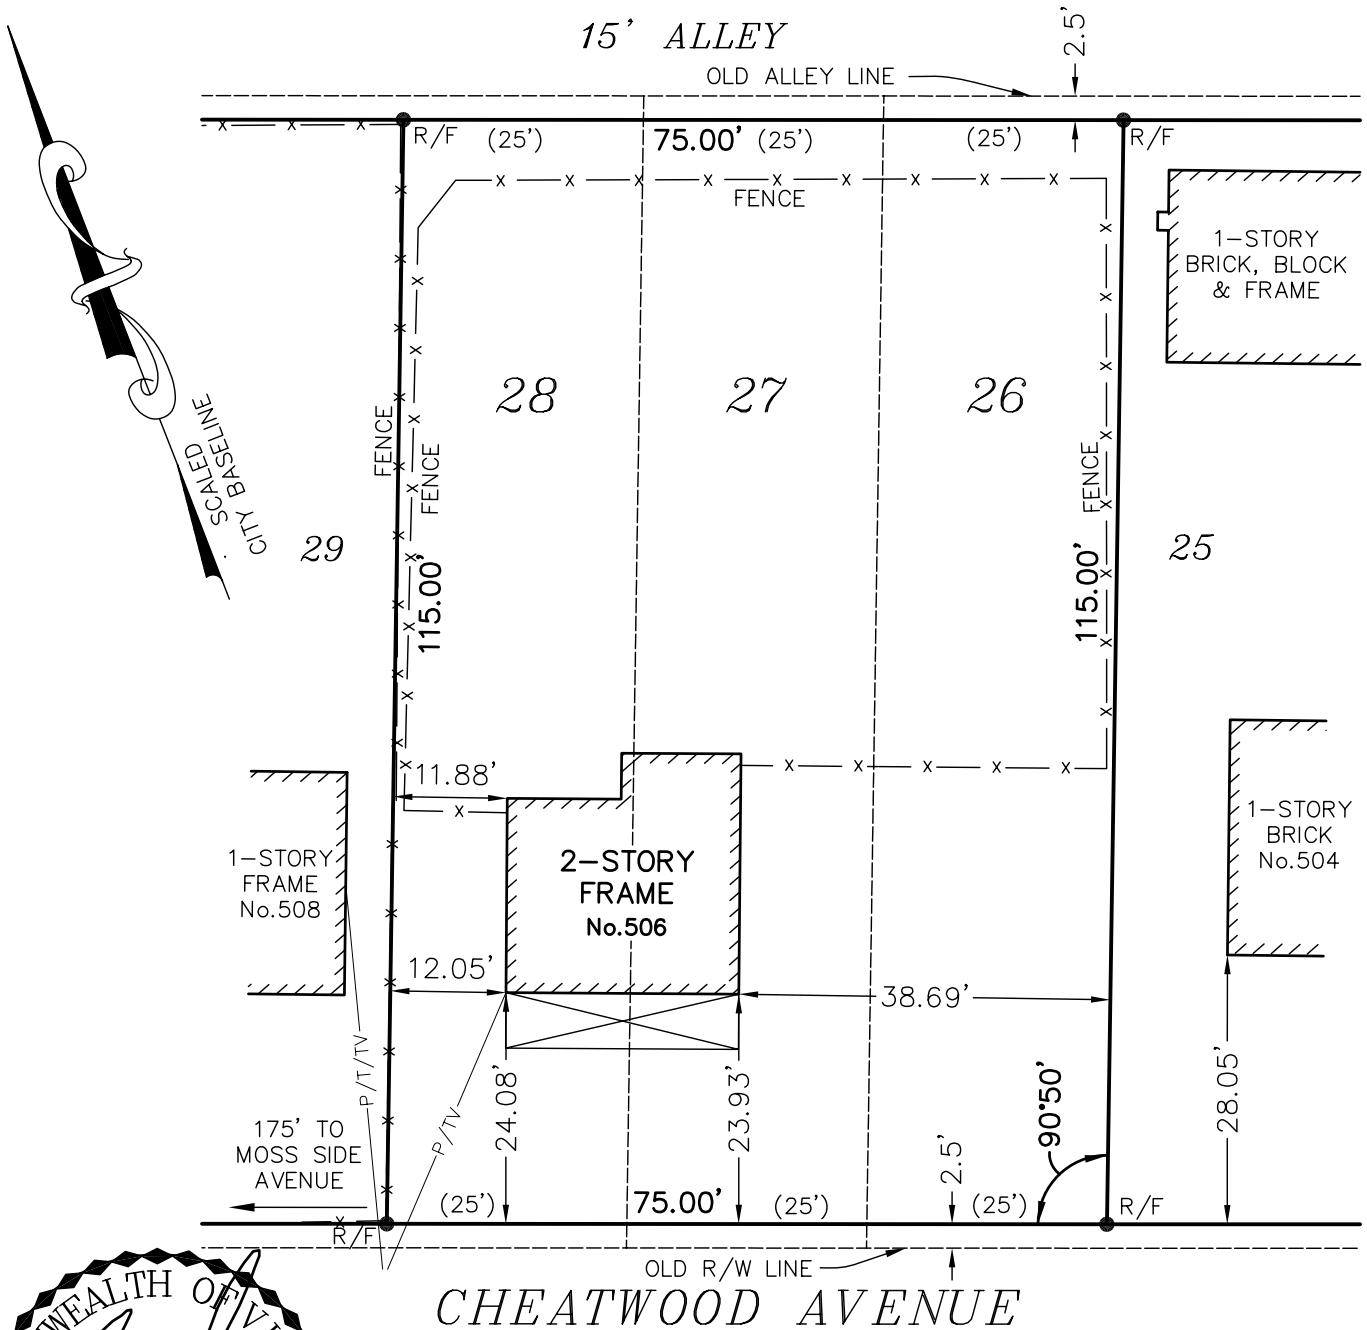 15' ALLEY
2.5'
OLD ALLEY LINE
R/F
(25')
75.00'
(25')
(25')
R/F
FENCE
1-STORY
BRICK, BLOCK
& FRAME
28
27
26
SCALED
CITY BASELINE
FENCE
FENCE
FENCE
29
115.00'
115.00'
25
11.88'
1-STORY
FRAME
No.508
2-STORY
FRAME
No.506
1-STORY
BRICK
No.504
12.05'
38.69'
P/T/TV
P/TV
24.08'
23.93'
90°50'
28.05'
175' TO
MOSS SIDE
AVENUE
2.5'
(25')
75.00'
(25')
(25')
R/F
R/F
OLD R/W LINE
CHEATWOOD AVENUE
WEALTH OF V